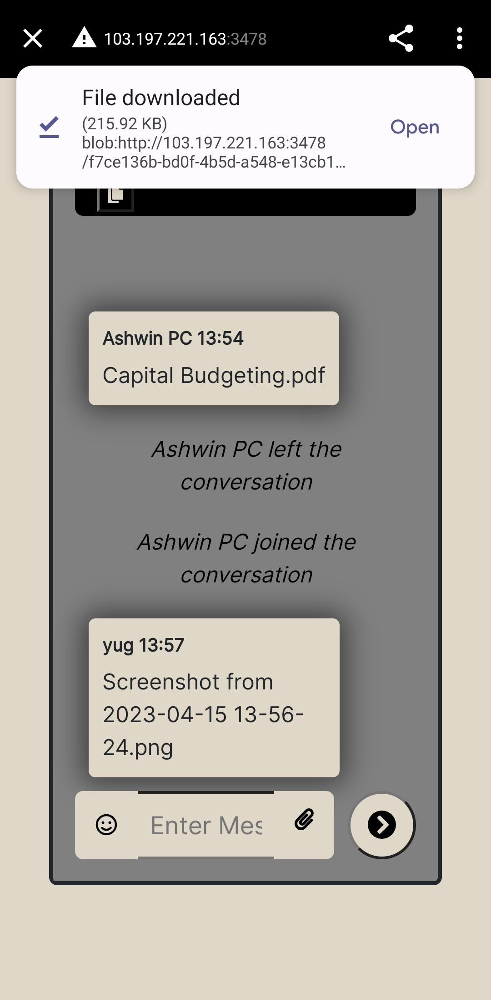 103.197.221.163:3478
File downloaded
(215.92 KB)
blob:http://103.197.221.163:3478
/f7ce136b-bd0f-4b5d-a548-e13cb1…
Open
Ashwin PC 13:54
Capital Budgeting.pdf
Ashwin PC left the
conversation
Ashwin PC joined the
conversation
yug 13:57
Screenshot from
2023-04-15 13-56-
24.png
Enter Mes